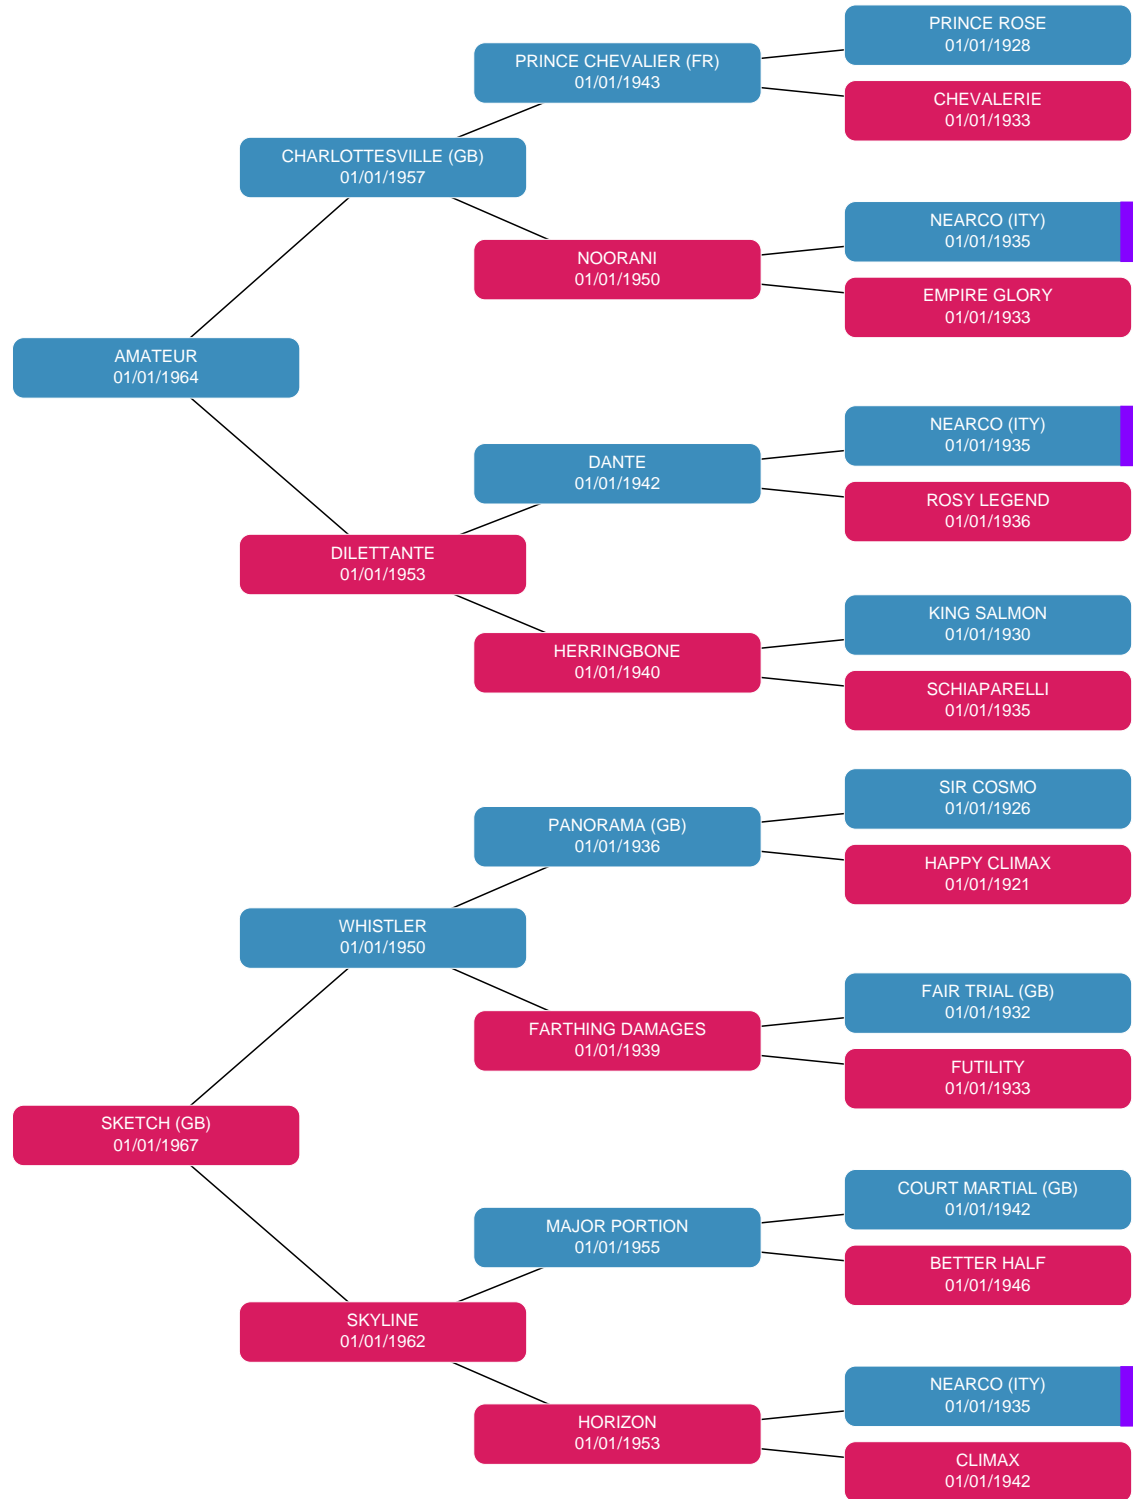 PRINCE ROSE
01/01/1928
PRINCE CHEVALIER (FR)
01/01/1943
CHEVALERIE
01/01/1933
CHARLOTTESVILLE (GB)
01/01/1957
NEARCO (ITY)
01/01/1935
NOORANI
01/01/1950
EMPIRE GLORY
01/01/1933
AMATEUR
01/01/1964
NEARCO (ITY)
01/01/1935
DANTE
01/01/1942
ROSY LEGEND
01/01/1936
DILETTANTE
01/01/1953
KING SALMON
01/01/1930
HERRINGBONE
01/01/1940
SCHIAPARELLI
01/01/1935
SIR COSMO
01/01/1926
PANORAMA (GB)
01/01/1936
HAPPY CLIMAX
01/01/1921
WHISTLER
01/01/1950
FAIR TRIAL (GB)
01/01/1932
FARTHING DAMAGES
01/01/1939
FUTILITY
01/01/1933
SKETCH (GB)
01/01/1967
COURT MARTIAL (GB)
01/01/1942
MAJOR PORTION
01/01/1955
BETTER HALF
01/01/1946
SKYLINE
01/01/1962
NEARCO (ITY)
01/01/1935
HORIZON
01/01/1953
CLIMAX
01/01/1942